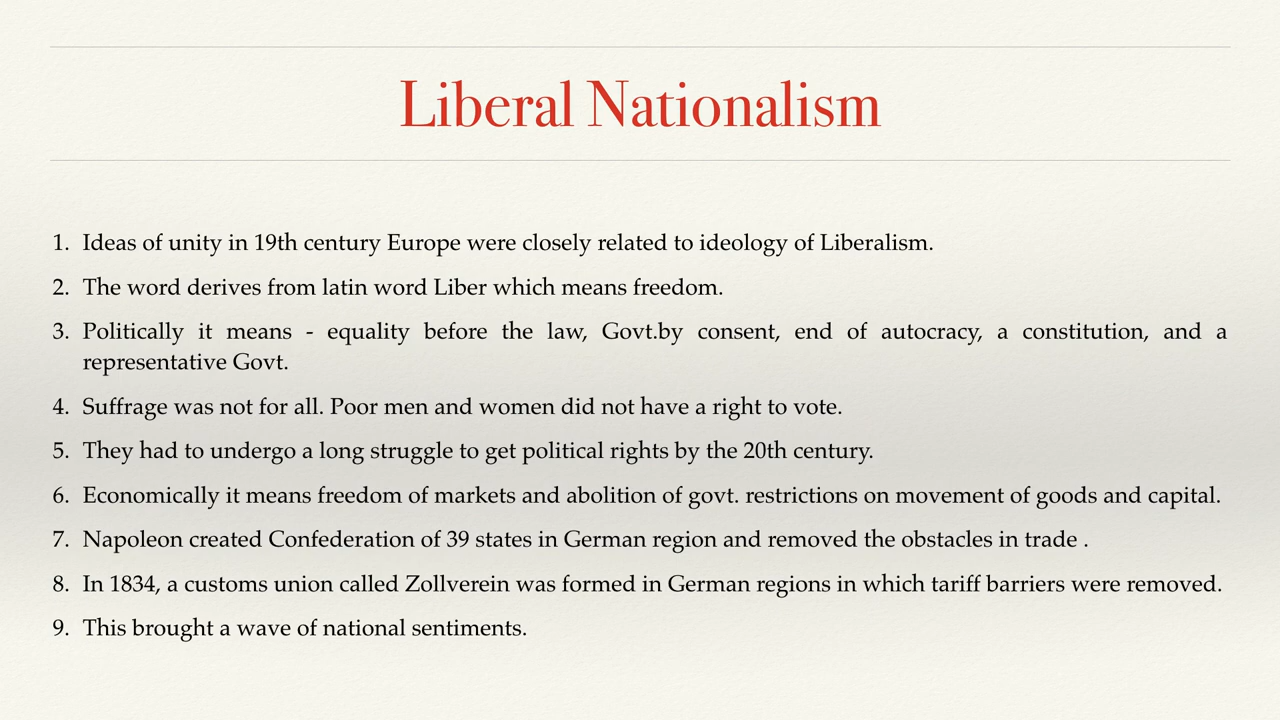 Liberal Nationalism
1. Ideas of unity in 19th century Europe were closely related to ideology of Liberalism.
2. The word derives from latin word Liber which means freedom.
3. Politically it means - equality before the law, Govt.by consent, end of autocracy, a constitution, and a
representative Govt.
4. Suffrage was not for all. Poor men and women did not have a right to vote.
5. They had to undergo a long struggle to get political rights by the 20th century.
6. Economically it means freedom of markets and abolition of govt. restrictions on movement of goods and capital.
7. Napoleon created Confederation of 39 states in German region and removed the obstacles in trade .
8. In 1834, a customs union called Zollverein was formed in German regions in which tariff barriers were removed.
9. This brought a wave of national sentiments.